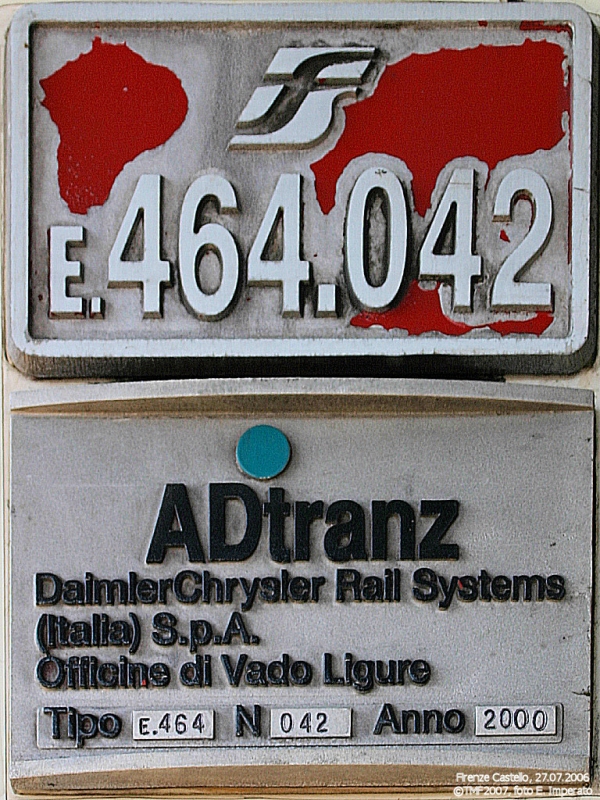 E.464.042
ADtranz
DaimlerChrysler Rail Systems
(Italia) S.p.A.
Officine di Vado Ligure
Tipo E.464 N 042 Anno 2000
Firenze Castello, 27.07.2006
©TMF2007, foto E. Imperato